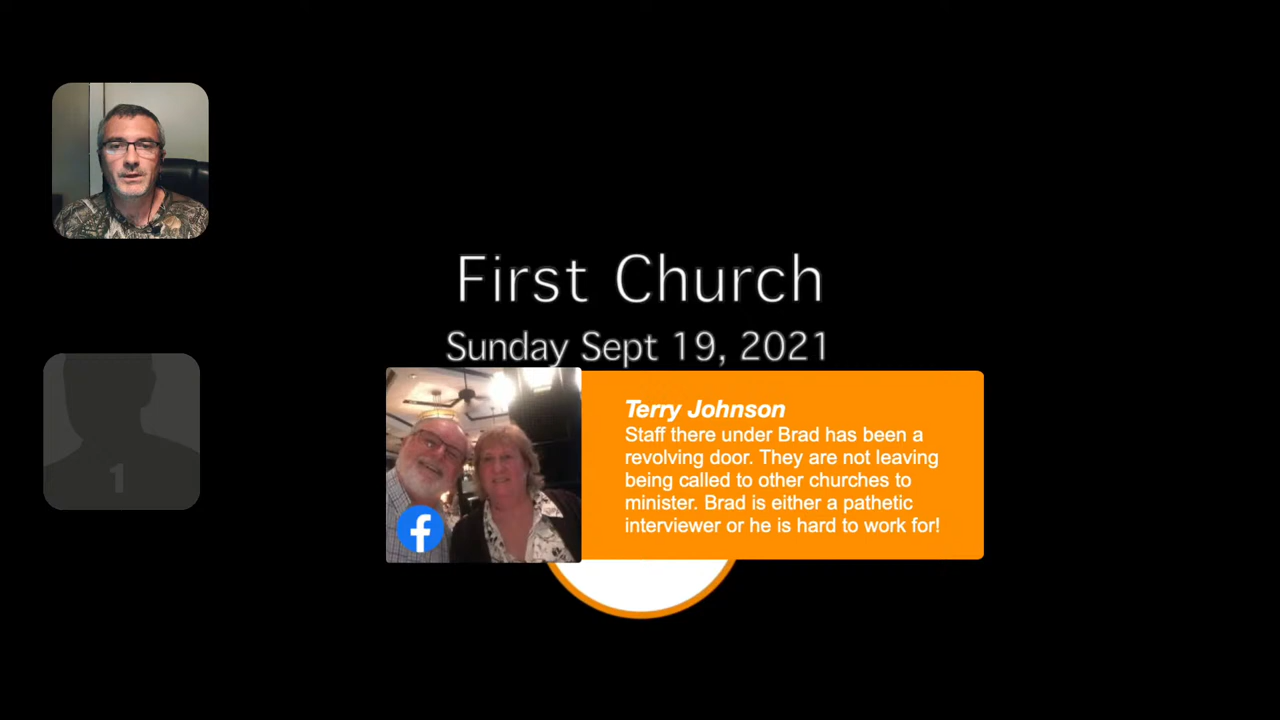 First Church
Sunday Sept 19, 2021
Terry Johnson
Staff there under Brad has been a
revolving door. They are not leaving
being called to other churches to
minister. Brad is either a pathetic
interviewer or he is hard to work for!
1